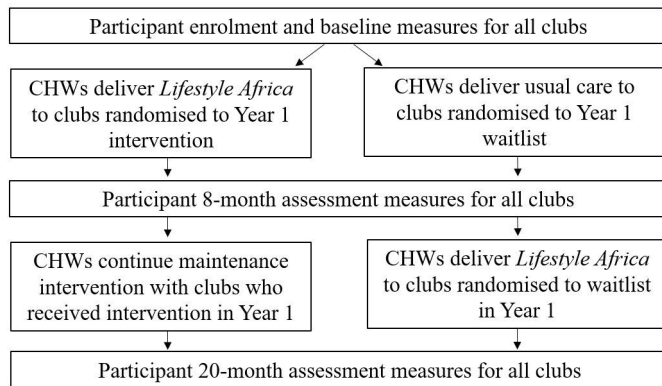 Participant enrolment and baseline measures for all clubs
CHWs deliver Lifestyle Africa
to clubs randomised to Year 1
intervention
CHWs deliver usual care to
clubs randomised to Year 1
waitlist
Participant 8-month assessment measures for all clubs
CHWs continue maintenance
intervention with clubs who
received intervention in Year 1
CHWs deliver Lifestyle Africa
to clubs randomised to waitlist
in Year 1
Participant 20-month assessment measures for all clubs